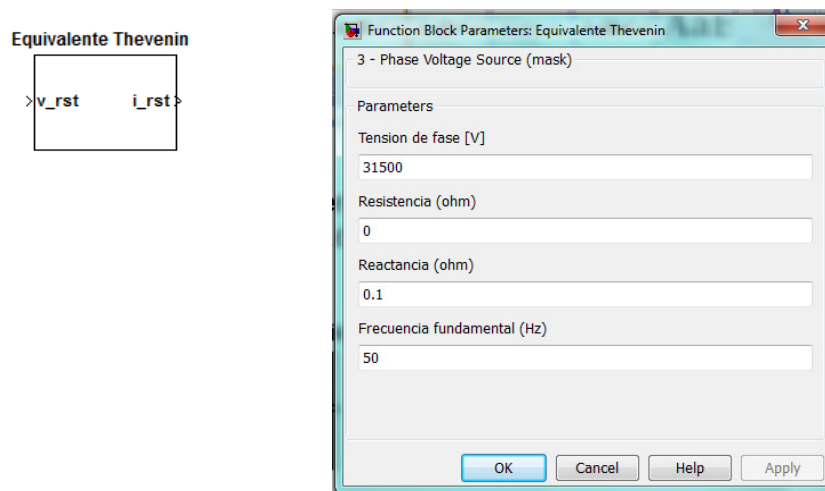 Equivalente Thevenin
v_rst i_rst
Function Block Parameters: Equivalente Thevenin
3 - Phase Voltage Source (mask)
Parameters
Tension de fase [V]
31500
Resistencia (ohm)
0
Reactancia (ohm)
0.1
Frecuencia fundamental (Hz)
50
OK Cancel Help Apply